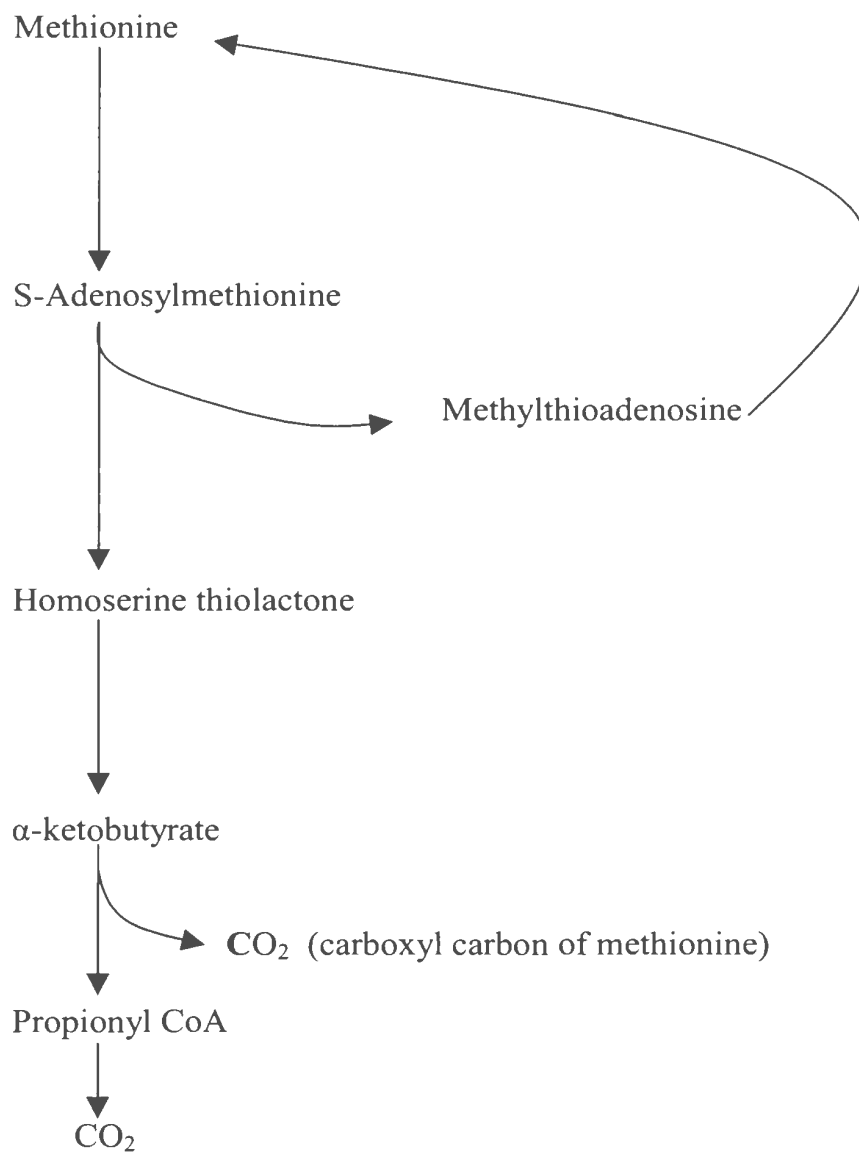 Methionine
S-Adenosylmethionine
Methylthioadenosine
Homoserine thiolactone
α-ketobutyrate
CO₂ (carboxyl carbon of methionine)
Propionyl CoA
CO₂